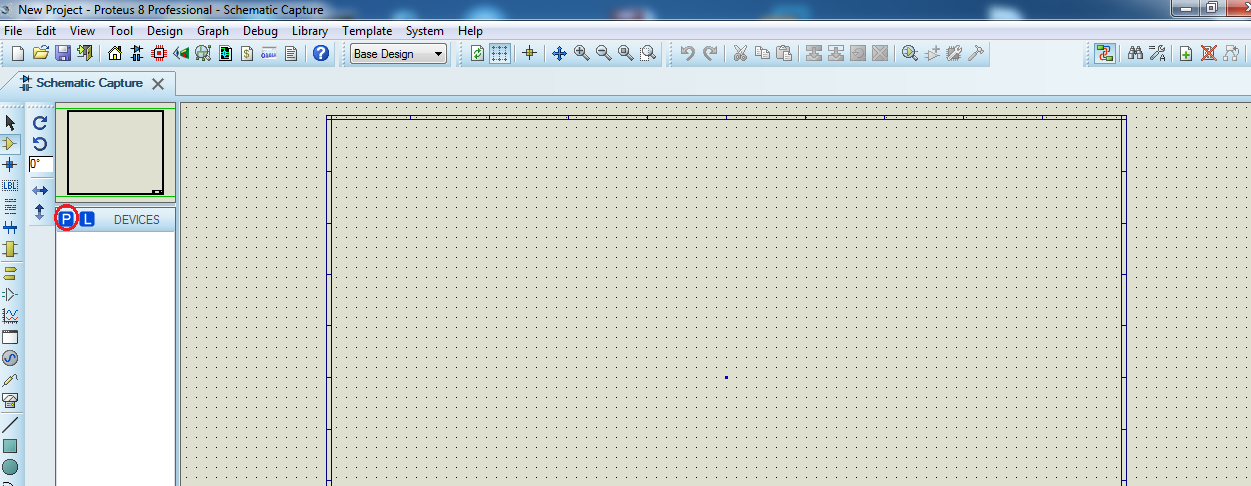 New Project - Proteus 8 Professional - Schematic Capture
File Edit View Tool Design Graph Debug Library Template System Help
$ ? Base Design
Schematic Capture
0°
LBL
P L DEVICES